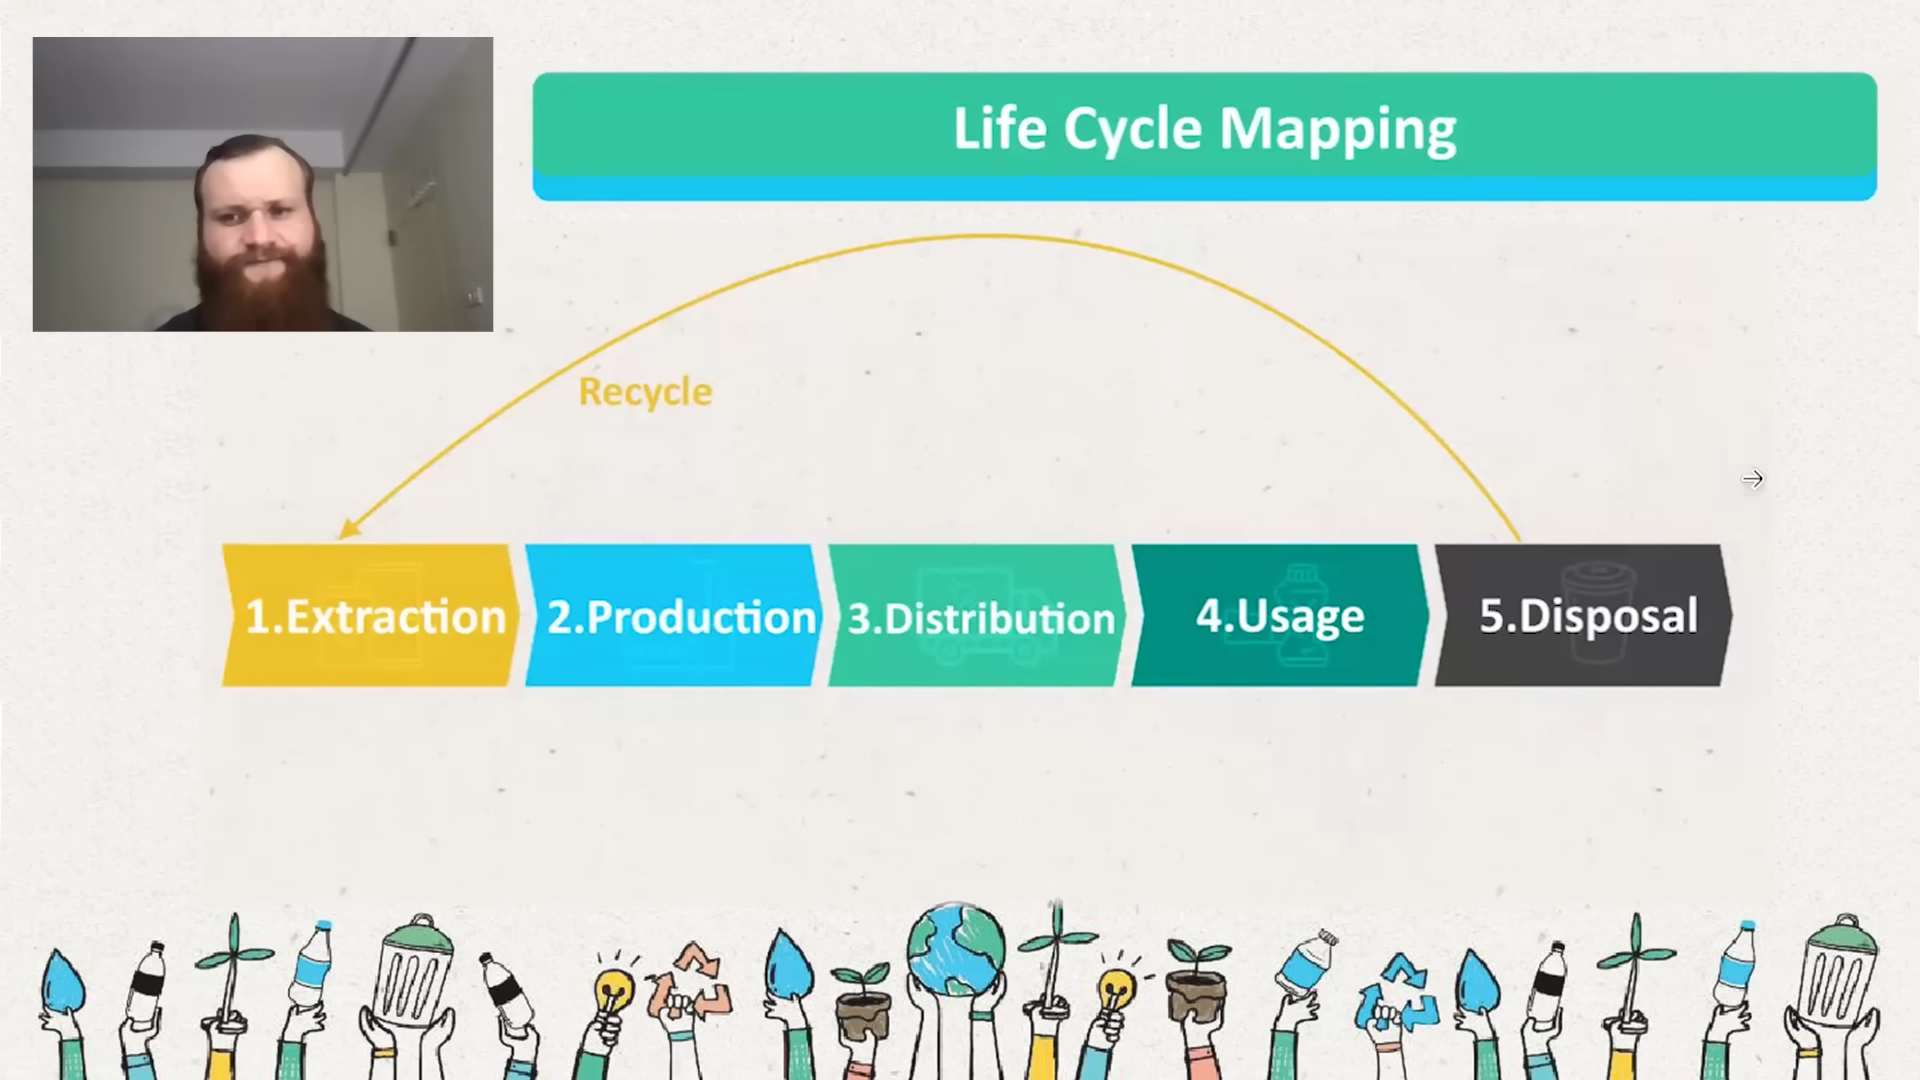 Life Cycle Mapping
Recycle
1.Extraction
2.Production
3.Distribution
4.Usage
5.Disposal